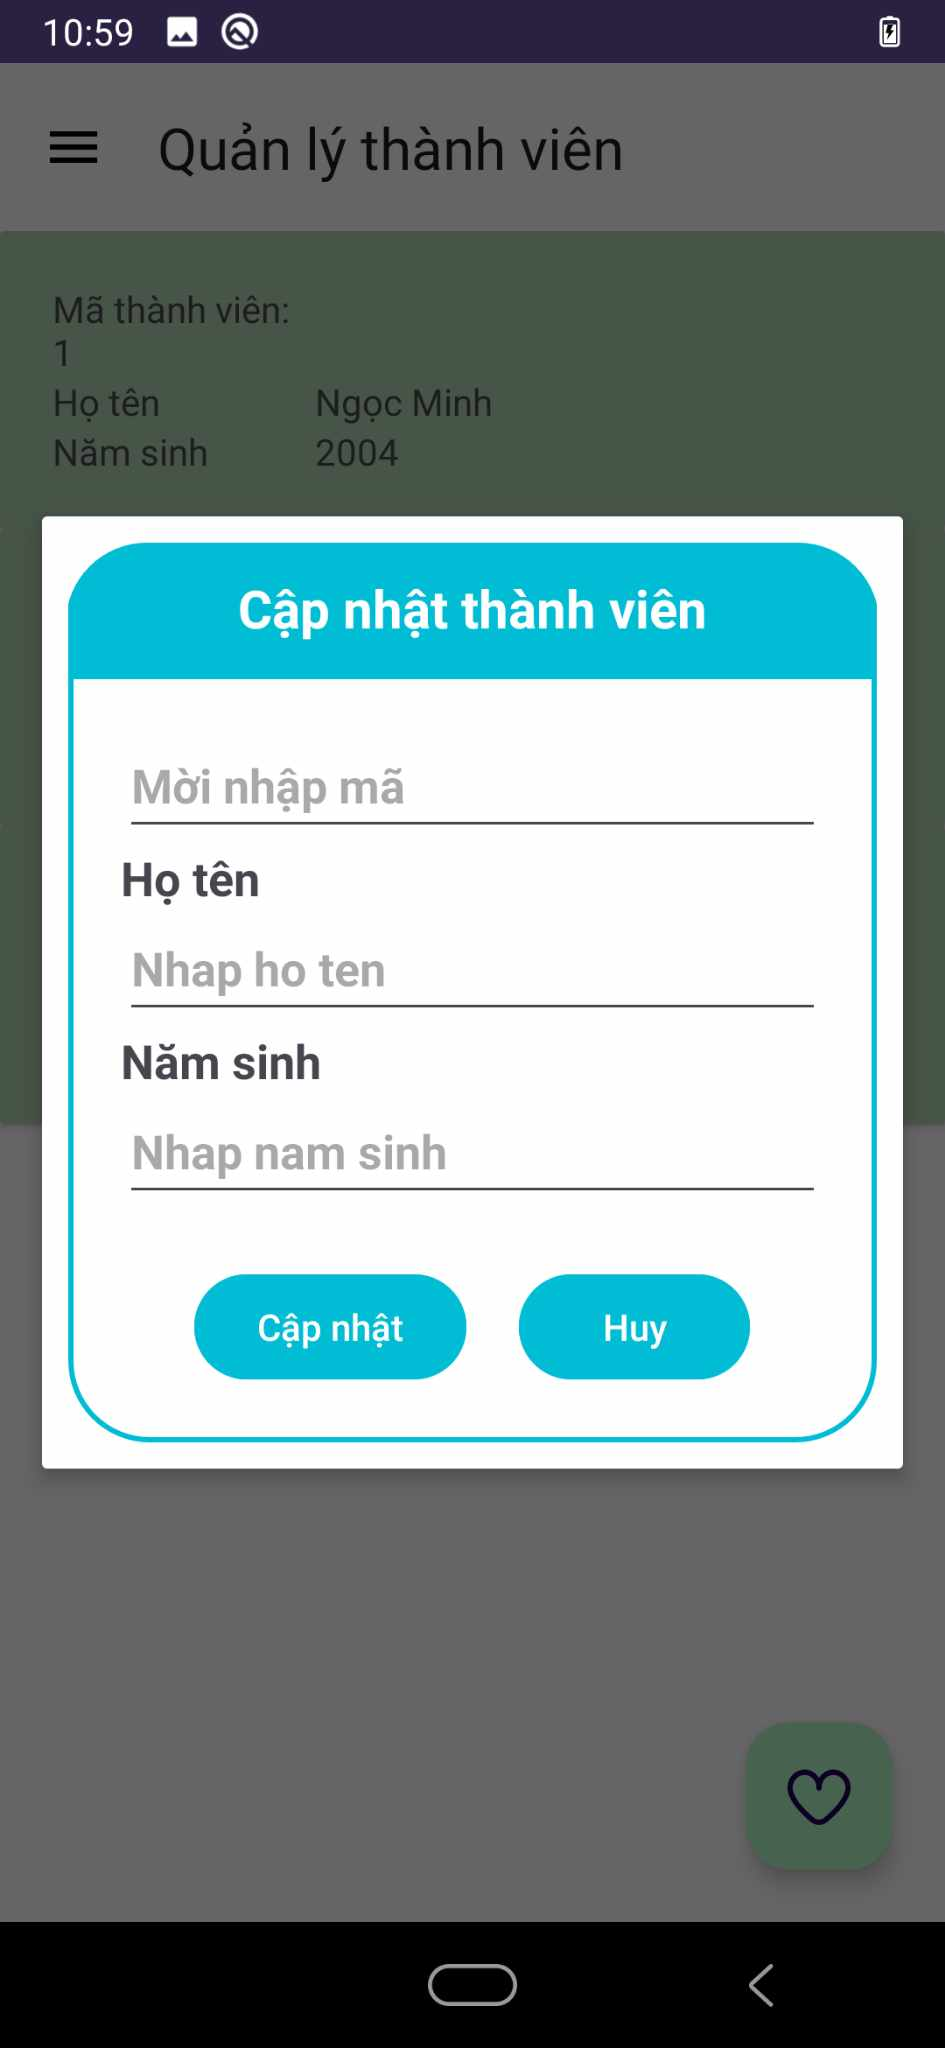 10:59
Quản lý thành viên
Mã thành viên:
1
Họ tên Ngọc Minh
Năm sinh 2004
Cập nhật thành viên
Mời nhập mã
Họ tên
Nhap ho ten
Năm sinh
Nhap nam sinh
Cập nhật Huy